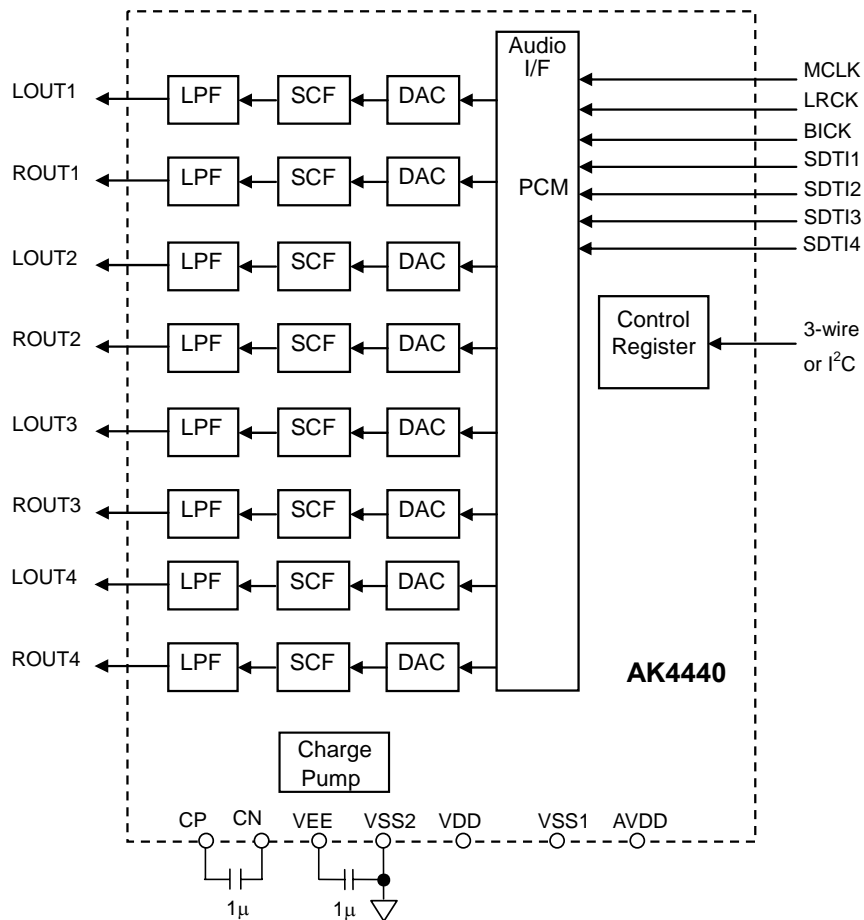 Audio
I/F
MCLK
LOUT1 LPF SCF DAC LRCK
BICK
SDTI1
ROUT1 LPF SCF DAC PCM SDTI2
SDTI3
SDTI4
LOUT2 LPF SCF DAC
Control
Register
ROUT2 LPF SCF DAC 3-wire
or I²C
LOUT3 LPF SCF DAC
ROUT3 LPF SCF DAC
LOUT4 LPF SCF DAC
ROUT4 LPF SCF DAC AK4440
Charge
Pump
CP CN VEE VSS2 VDD VSS1 AVDD
1μ 1μ